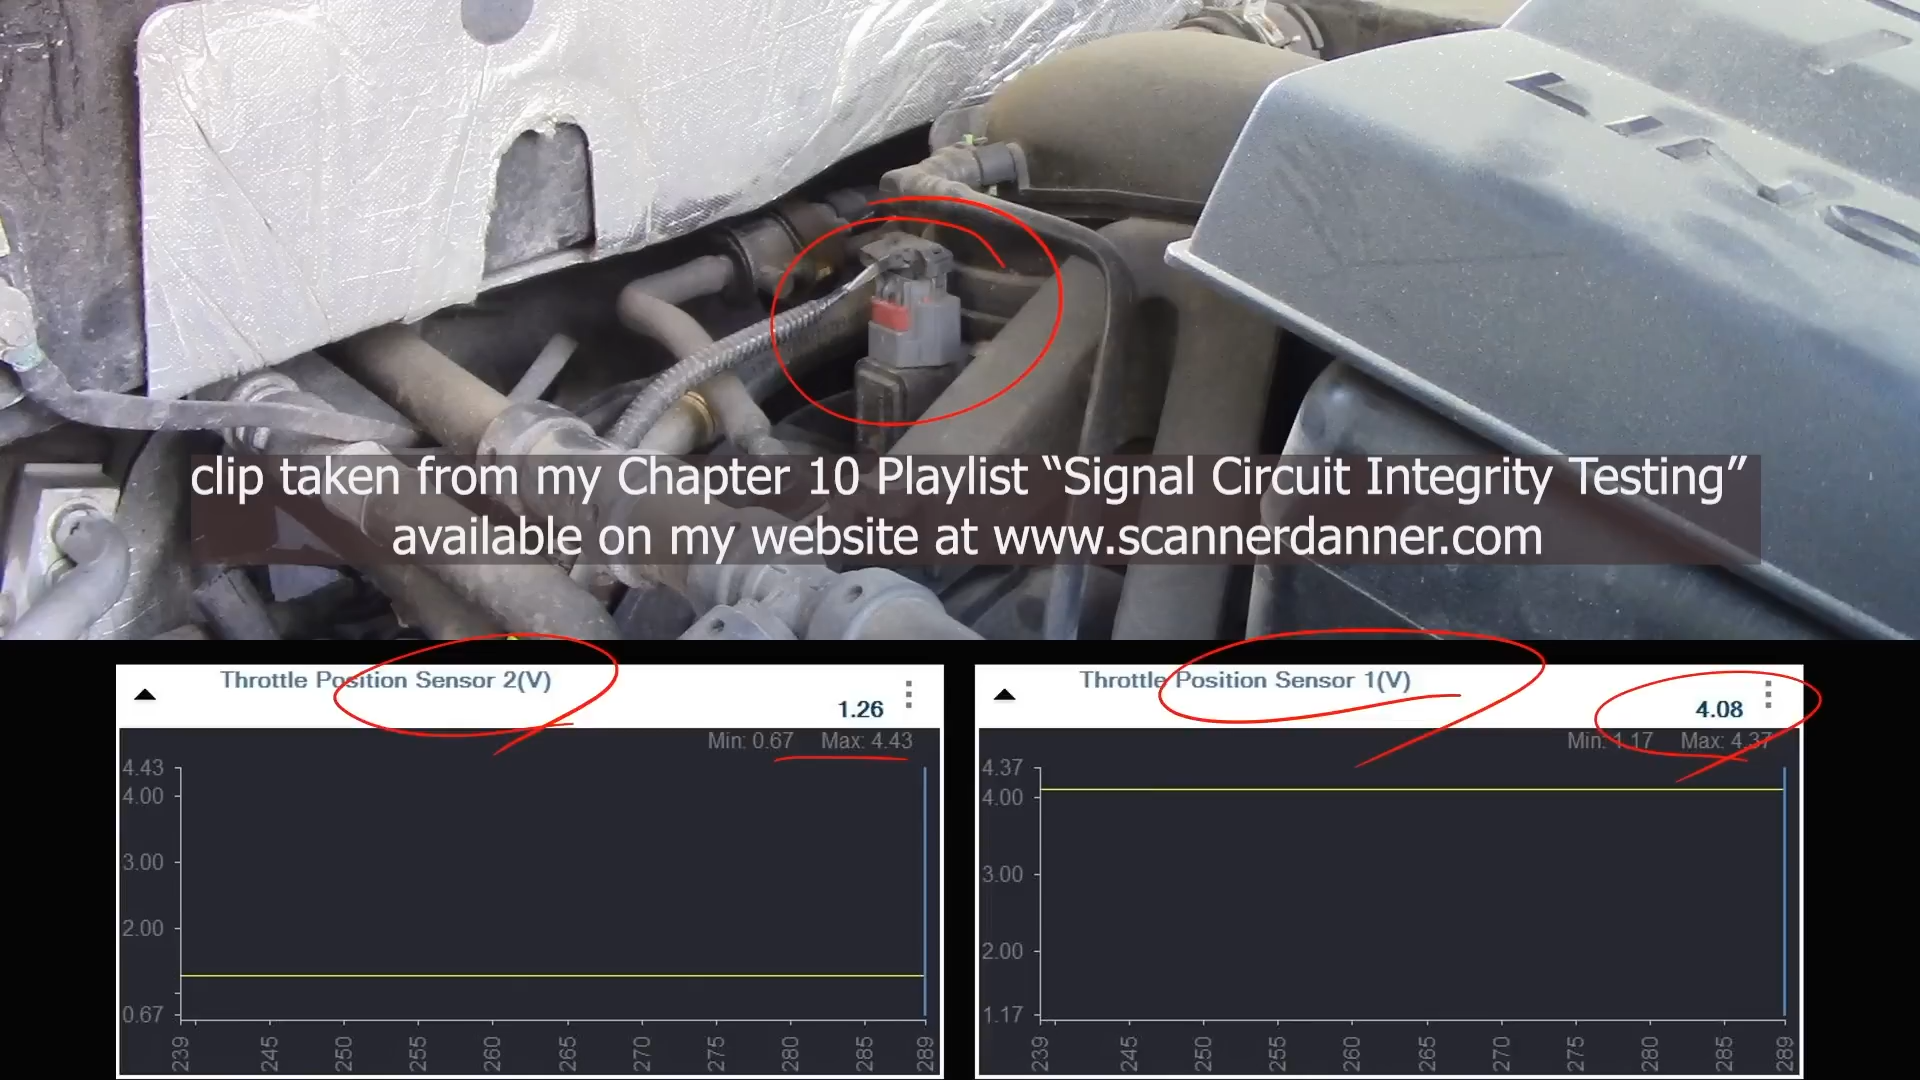 clip taken from my Chapter 10 Playlist “Signal Circuit Integrity Testing”
available on my website at www.scannerdanner.com
Throttle Position Sensor 2(V)
1.26
Min: 0.67 Max: 4.43
4.43
4.00
3.00
2.00
0.67
239 245 250 255 260 265 270 275 280 285 289
Throttle Position Sensor 1(V)
4.08
Min: 1.17 Max: 4.37
4.37
4.00
3.00
2.00
1.17
239 245 250 255 260 265 270 275 280 285 289